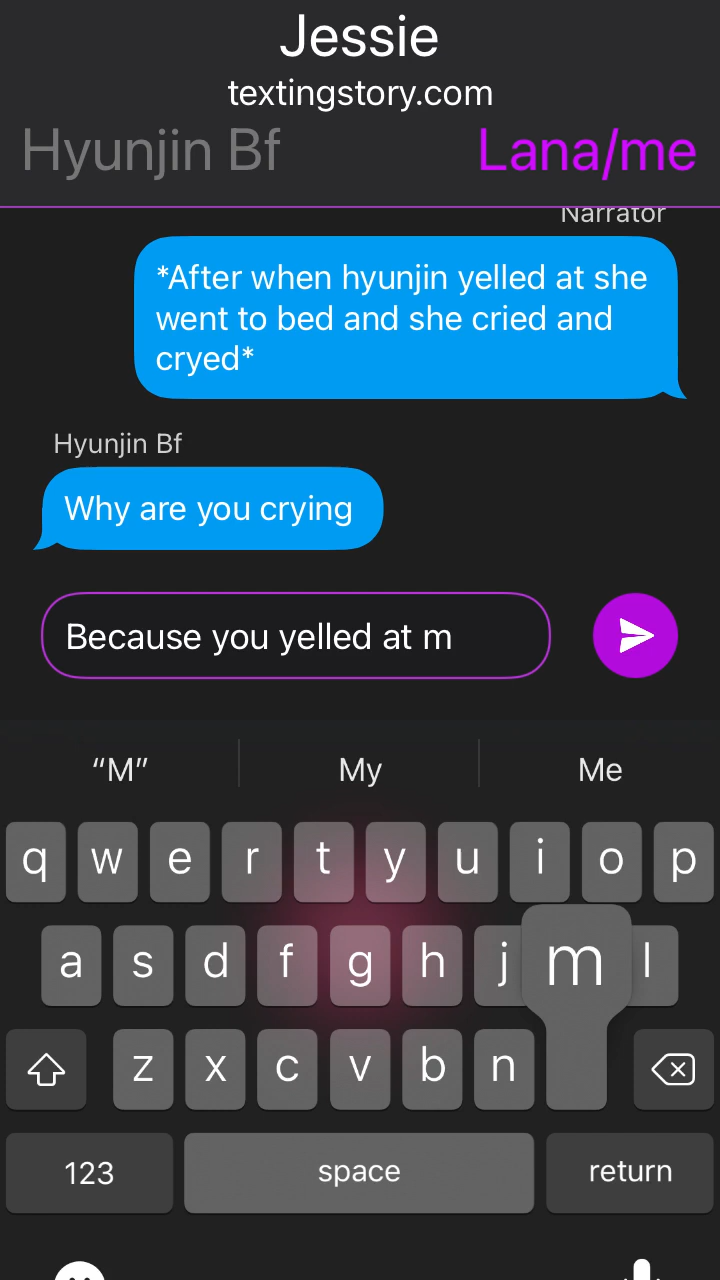 Jessie
textingstory.com
Hyunjin Bf
Lana/me
Narrator
*After when hyunjin yelled at she
went to bed and she cried and
cryed*
Hyunjin Bf
Why are you crying
Because you yelled at m
“M” My Me
q w e r t y u i o p
a s d f g h j m l
z x c v b n
123 space return